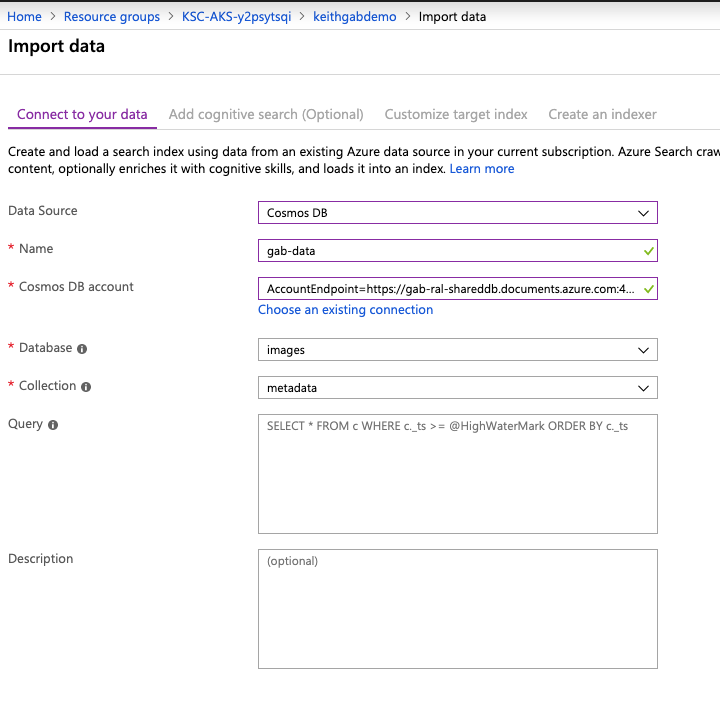 Home > Resource groups > KSC-AKS-y2psytsqi > keithgabdemo > Import data
Import data
Connect to your data Add cognitive search (Optional) Customize target index Create an indexer
Create and load a search index using data from an existing Azure data source in your current subscription. Azure Search craw
content, optionally enriches it with cognitive skills, and loads it into an index. Learn more
Data Source Cosmos DB
* Name gab-data
* Cosmos DB account AccountEndpoint=https://gab-ral-shareddb.documents.azure.com:4...
Choose an existing connection
* Database images
* Collection metadata
Query SELECT * FROM c WHERE c._ts >= @HighWaterMark ORDER BY c._ts
Description (optional)